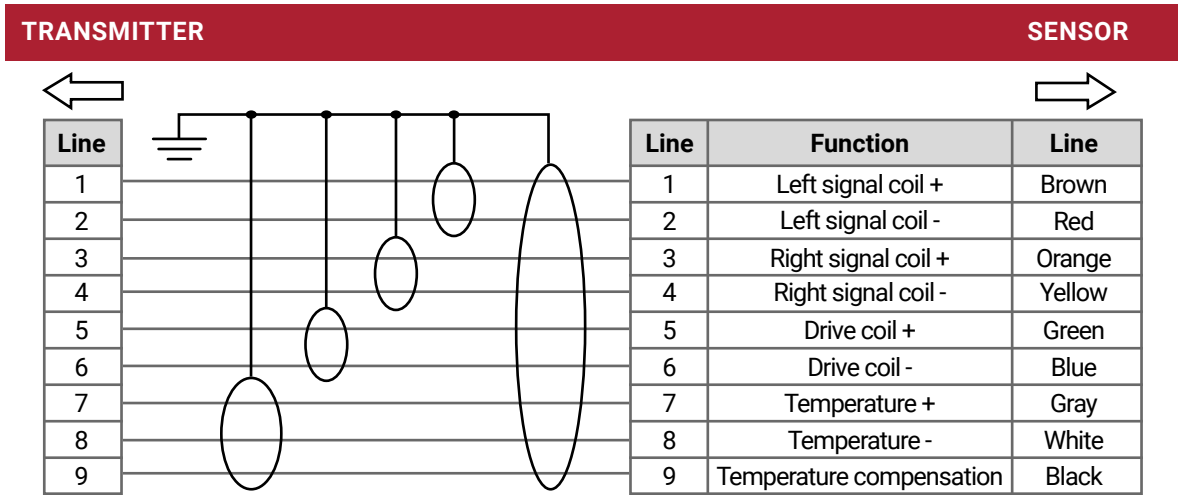 TRANSMITTER SENSOR
Line Line Function Line
1 1 Left signal coil + Brown
2 2 Left signal coil - Red
3 3 Right signal coil + Orange
4 4 Right signal coil - Yellow
5 5 Drive coil + Green
6 6 Drive coil - Blue
7 7 Temperature + Gray
8 8 Temperature - White
9 9 Temperature compensation Black